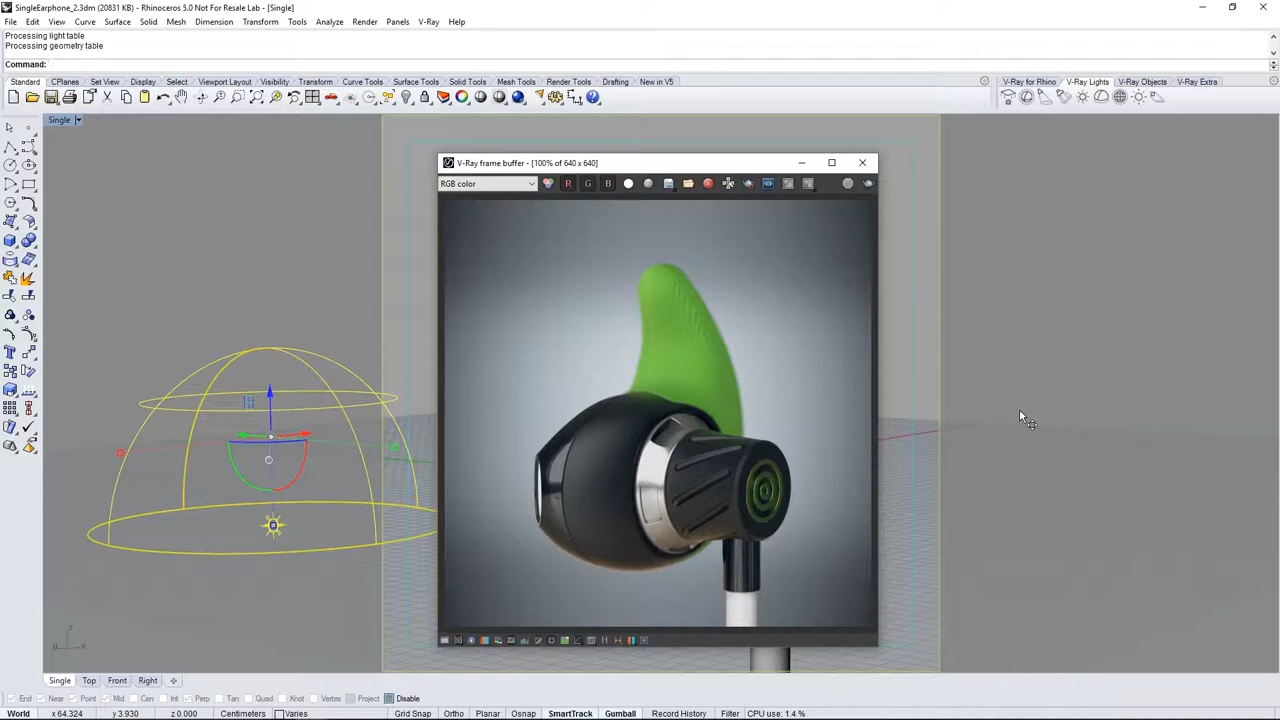 SingleEarphone_2.3dm (20831 KB) - Rhinoceros 5.0 Not For Resale Lab - [Single]
File Edit View Curve Surface Solid Mesh Dimension Transform Tools Analyze Render Panels V-Ray Help
Processing light table
Processing geometry table
Command:
Standard CPlanes Set View Display Select Viewport Layout Visibility Transform Curve Tools Surface Tools Solid Tools Mesh Tools Render Tools Drafting New in V5 V-Ray for Rhino V-Ray Lights V-Ray Objects V-Ray Extra
Single
V-Ray frame buffer - [100% of 640 x 640]
RGB color R G B
z
y x
Single Top Front Right
End Near Point Mid Cen Int Perp Tan Quad Knot Vertex Project Disable
World x 64.324 y 3.930 z 0.000 Centimeters Varies Grid Snap Ortho Planar Osnap SmartTrack Gumball Record History Filter CPU use: 1.4 %